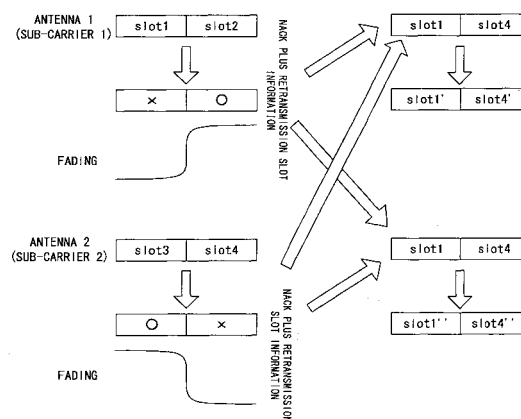 ANTENNA 1
(SUB-CARRIER 1)
slot1 slot2
× ○
FADING
NACK PLUS RETRANSMISSION SLOT
INFORMATION
slot1 slot4
slot1' slot4'
ANTENNA 2
(SUB-CARRIER 2)
slot3 slot4
○ ×
FADING
NACK PLUS RETRANSMISSION
SLOT INFORMATION
slot1 slot4
slot1'' slot4''